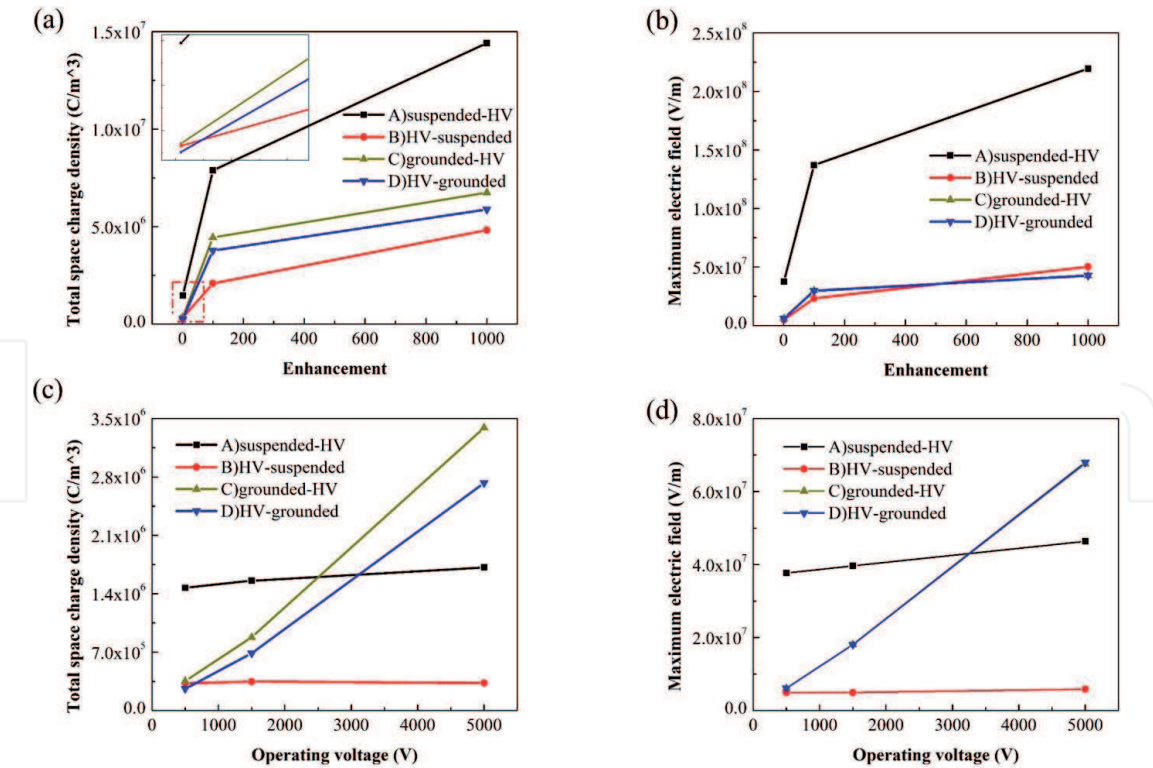 (a)
Total space charge density (C/m^3)
1.5x10^7
1.0x10^7
5.0x10^6
0.0
A)suspended-HV
B)HV-suspended
C)grounded-HV
D)HV-grounded
0 200 400 600 800 1000
Enhancement
(b)
Maximum electric field (V/m)
2.5x10^8
2.0x10^8
1.5x10^8
1.0x10^8
5.0x10^7
0.0
A)suspended-HV
B)HV-suspended
C)grounded-HV
D)HV-grounded
0 200 400 600 800 1000
Enhancement
(c)
Total space charge density (C/m^3)
3.5x10^6
2.8x10^6
2.1x10^6
1.4x10^6
7.0x10^5
0.0
A)suspended-HV
B)HV-suspended
C)grounded-HV
D)HV-grounded
0 1000 2000 3000 4000 5000
Operating voltage (V)
(d)
Maximum electric field (V/m)
8.0x10^7
6.0x10^7
4.0x10^7
2.0x10^7
0.0
A)suspended-HV
B)HV-suspended
C)grounded-HV
D)HV-grounded
0 1000 2000 3000 4000 5000
Operating voltage (V)